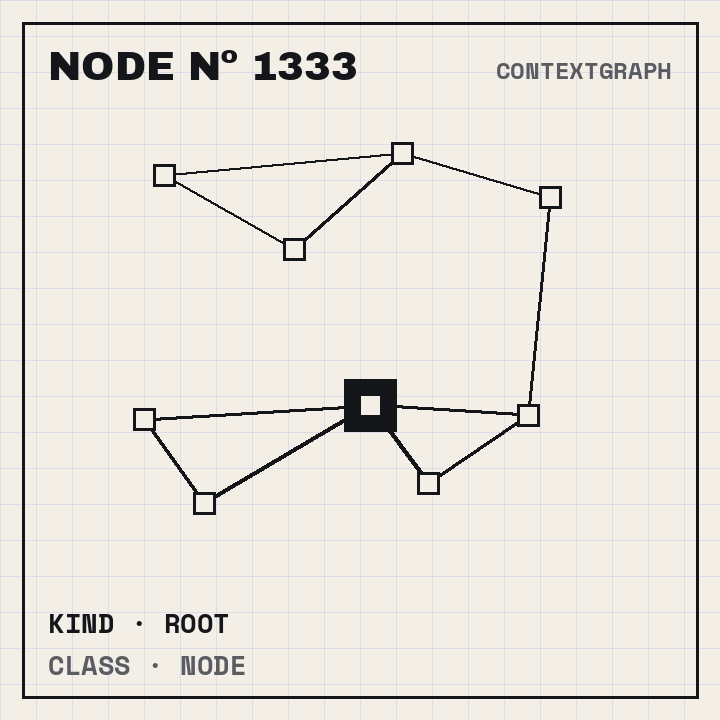 NODE Nº 1333
CONTEXTGRAPH
KIND · ROOT
CLASS · NODE